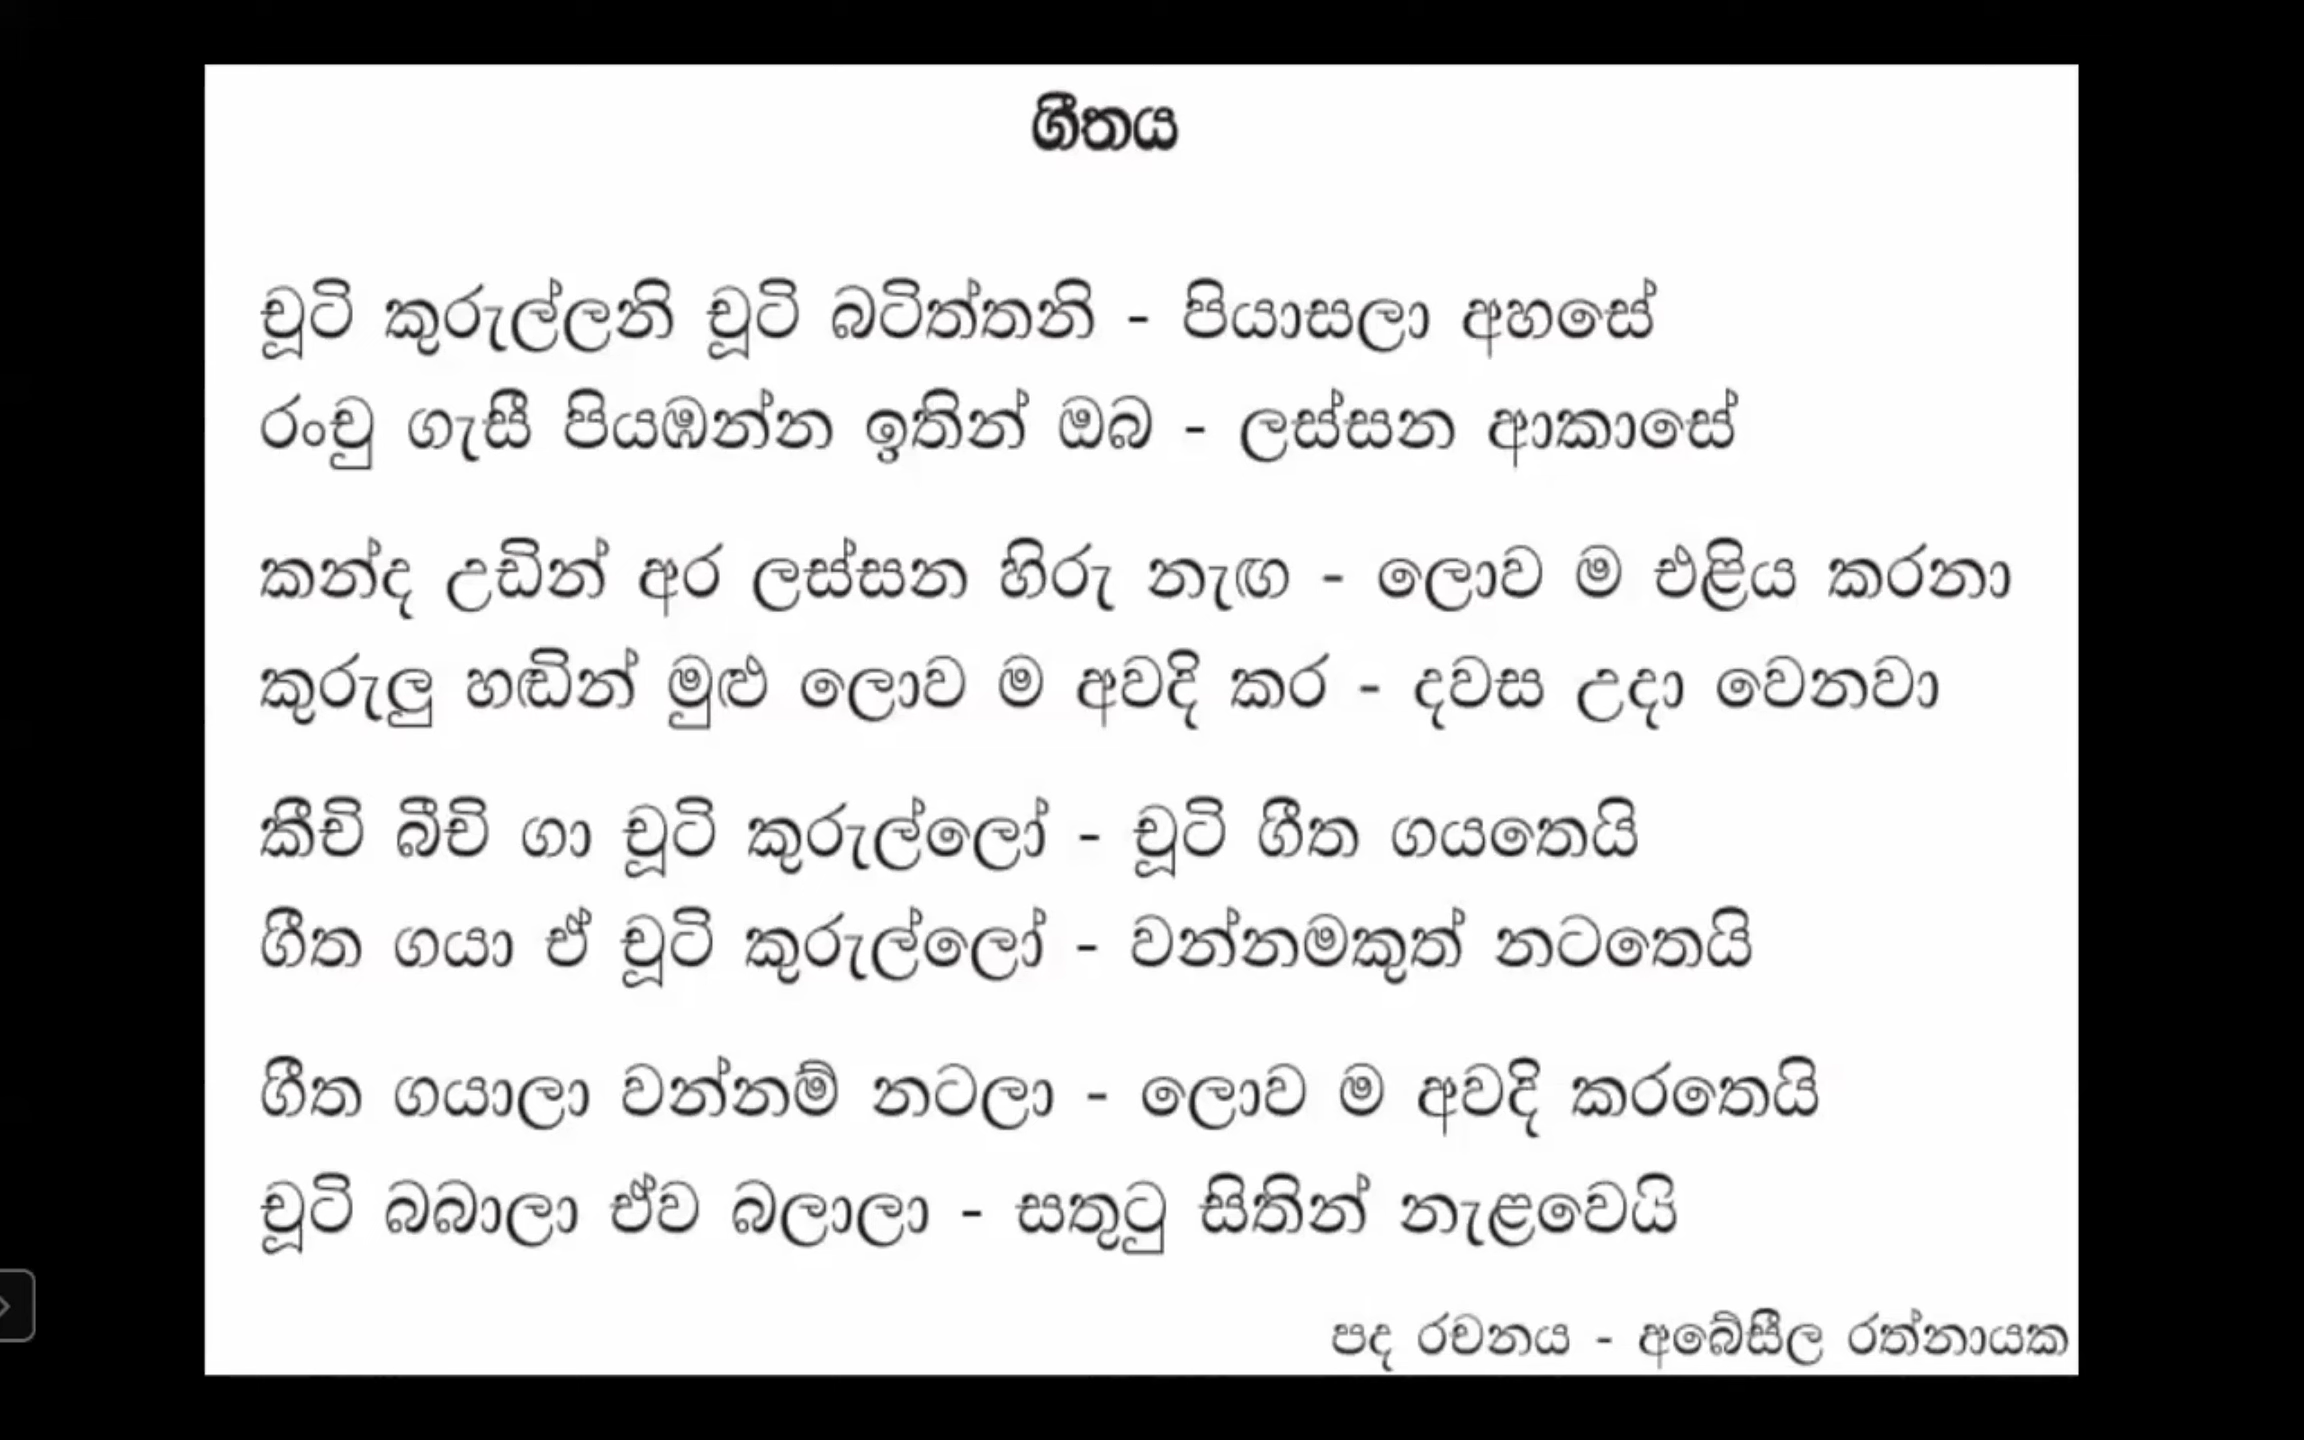 ගීතය
චූටි කුරුල්ලනි චූටි බටිත්තනි - පියාසලා අහසේ
රංචු ගැසී පියඹන්න ඉතින් ඔබ - ලස්සන ආකාසේ
කන්ද උඩින් අර ලස්සන හිරු නැඟ - ලොව ම එළිය කරනා
කුරුලු හඬින් මුළු ලොව ම අවදි කර - දවස උදා වෙනවා
කීචි බීචි ගා චූටි කුරුල්ලෝ - චූටි ගීත ගයතෙයි
ගීත ගයා ඒ චූටි කුරුල්ලෝ - වන්නමකුත් නටතෙයි
ගීත ගයාලා වන්නම් නටලා - ලොව ම අවදි කරතෙයි
චූටි බබාලා ඒව බලාලා - සතුටු සිතින් නැළවෙයි
පද රචනය - අබේසීල රත්නායක